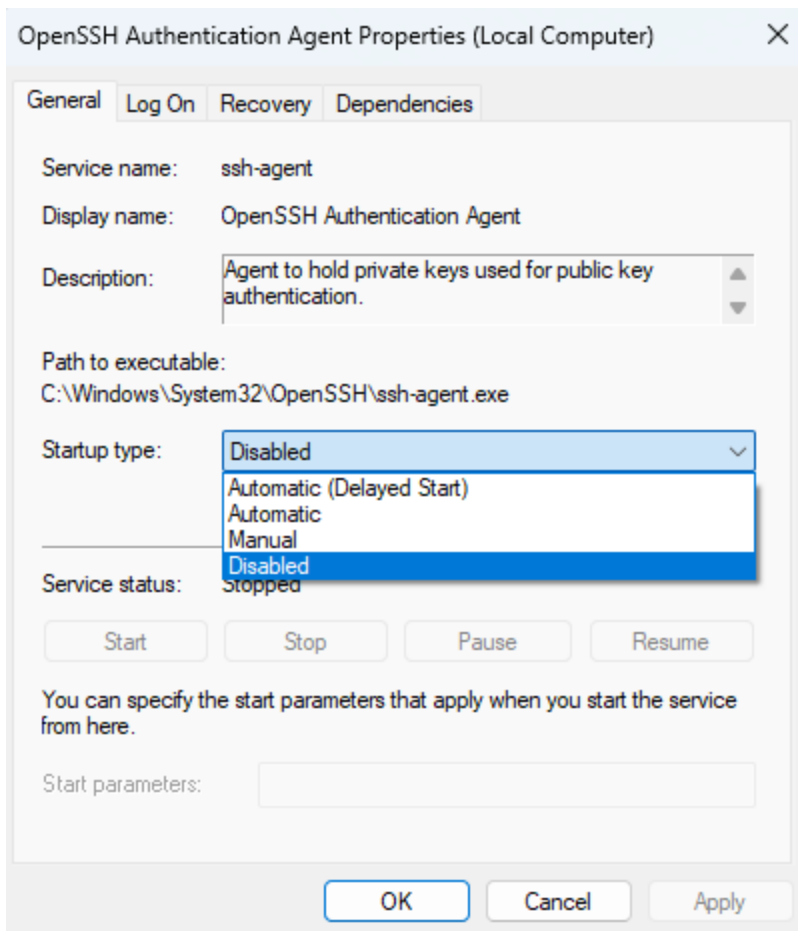 OpenSSH Authentication Agent Properties (Local Computer)
General Log On Recovery Dependencies
Service name: ssh-agent
Display name: OpenSSH Authentication Agent
Description: Agent to hold private keys used for public key
authentication.
Path to executable:
C:\Windows\System32\OpenSSH\ssh-agent.exe
Startup type: Disabled
Automatic (Delayed Start)
Automatic
Manual
Disabled
Service status: Stopped
Start Stop Pause Resume
You can specify the start parameters that apply when you start the service
from here.
Start parameters:
OK Cancel Apply